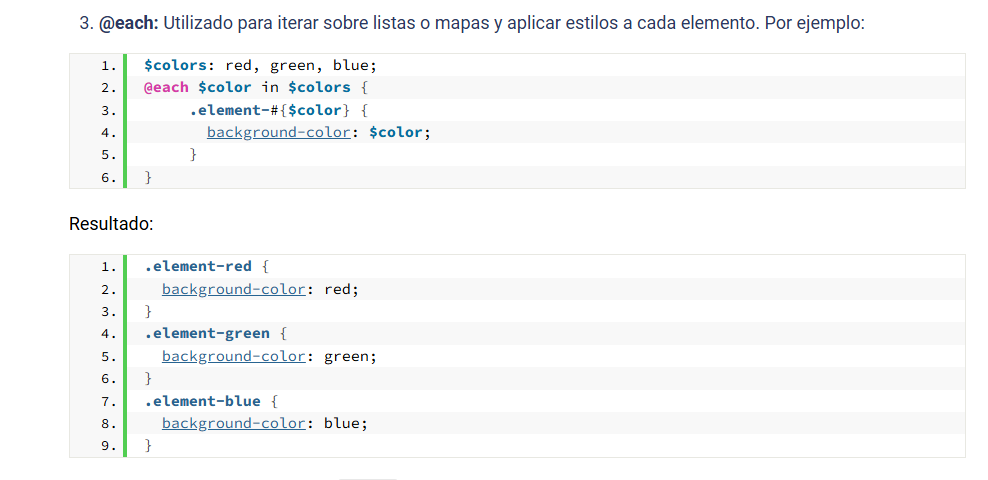 3. @each: Utilizado para iterar sobre listas o mapas y aplicar estilos a cada elemento. Por ejemplo:
1. $colors: red, green, blue;
2. @each $color in $colors {
3. .element-#{$color} {
4. background-color: $color;
5. }
6. }
Resultado:
1. .element-red {
2. background-color: red;
3. }
4. .element-green {
5. background-color: green;
6. }
7. .element-blue {
8. background-color: blue;
9. }